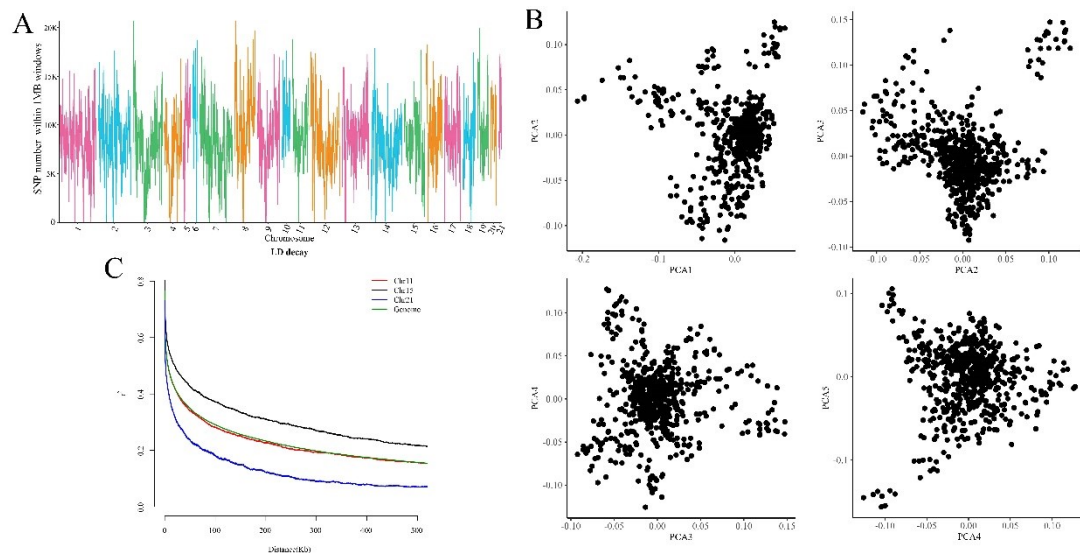 A
SNP number within 1MB windows
20K
15K
10K
5K
0
1 2 3 4 5 6 7 8 9 10 11 12 13 14 15 16 17 18 19 20 21
Chromosome
LD decay
B
PCA2
0.10
0.05
0.00
-0.05
-0.10
-0.2 -0.1 0.0
PCA1
PCA3
0.15
0.10
0.05
0.00
-0.05
-0.10
-0.10 -0.05 0.00 0.05 0.10
PCA2
C
Chr11
Chr21
Genome
0.8
0.6
0.4
0.2
0.0
0 100 200 300 400 500
Distance(Kb)
PCA4
0.10
0.05
0.00
-0.05
-0.10
-0.10 -0.05 0.00 0.05 0.10 0.15
PCA3
PCA5
0.1
0.0
-0.1
-0.10 -0.05 0.00 0.05 0.10
PCA4